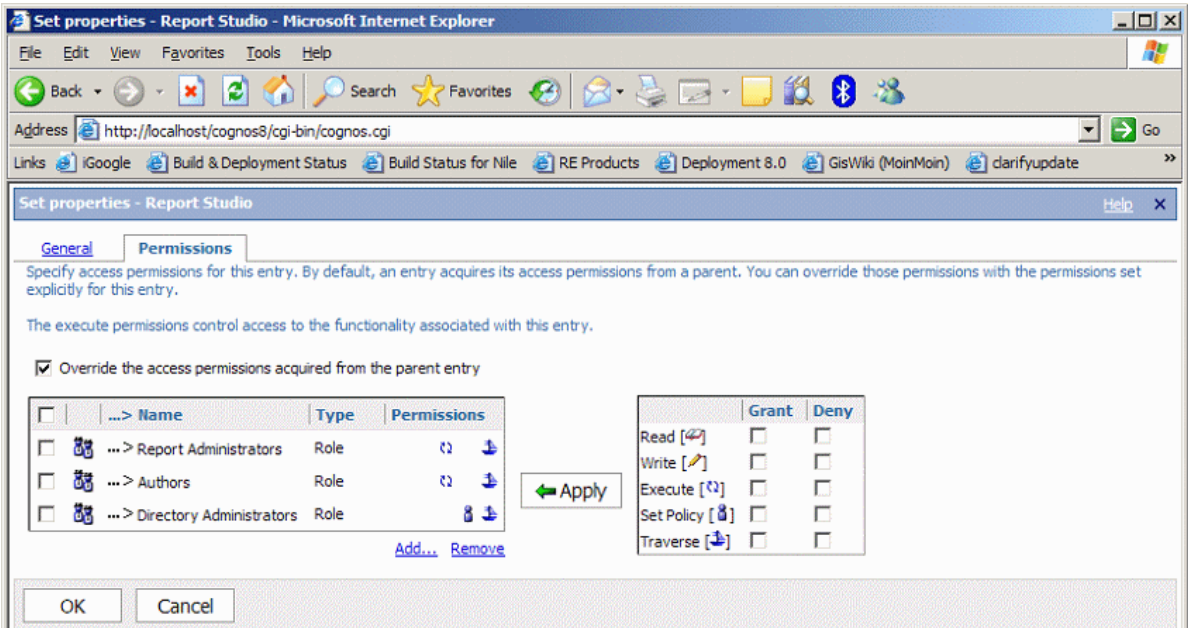 Set properties - Report Studio - Microsoft Internet Explorer
File Edit View Favorites Tools Help
Back Search Favorites
Address http://localhost/cognos8/cgi-bin/cognos.cgi Go
Links iGoogle Build & Deployment Status Build Status for Nile RE Products Deployment 8.0 GisWiki (MoinMoin) clarifyupdate »
Set properties - Report Studio Help
General Permissions
Specify access permissions for this entry. By default, an entry acquires its access permissions from a parent. You can override those permissions with the permissions set
explicitly for this entry.
The execute permissions control access to the functionality associated with this entry.
Override the access permissions acquired from the parent entry
...> Name Type Permissions
...> Report Administrators Role
...> Authors Role
...> Directory Administrators Role
Add... Remove
Apply
Grant Deny
Read []
Write []
Execute []
Set Policy []
Traverse []
OK Cancel